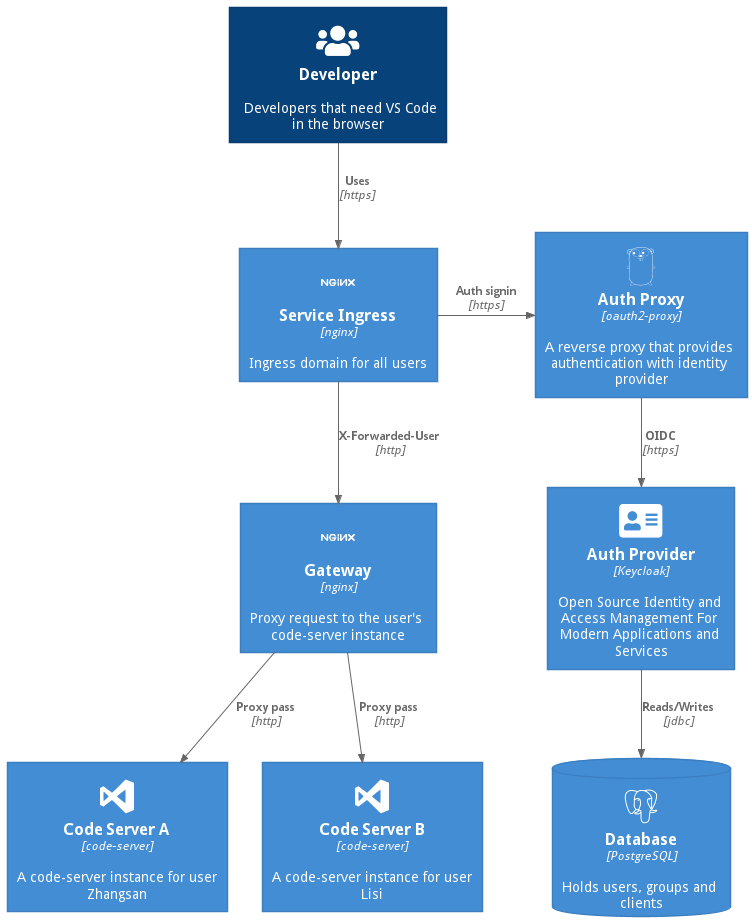 Developer
Developers that need VS Code
in the browser
Uses
[https]
NGINX
Service Ingress
[nginx]
Ingress domain for all users
Auth signin
[https]
Auth Proxy
[oauth2-proxy]
A reverse proxy that provides
authentication with identity
provider
X-Forwarded-User
[http]
OIDC
[https]
NGINX
Gateway
[nginx]
Proxy request to the user's
code-server instance
Auth Provider
[Keycloak]
Open Source Identity and
Access Management For
Modern Applications and
Services
Proxy pass
[http]
Proxy pass
[http]
Reads/Writes
[jdbc]
Code Server A
[code-server]
A code-server instance for user
Zhangsan
Code Server B
[code-server]
A code-server instance for user
Lisi
Database
[PostgreSQL]
Holds users, groups and
clients